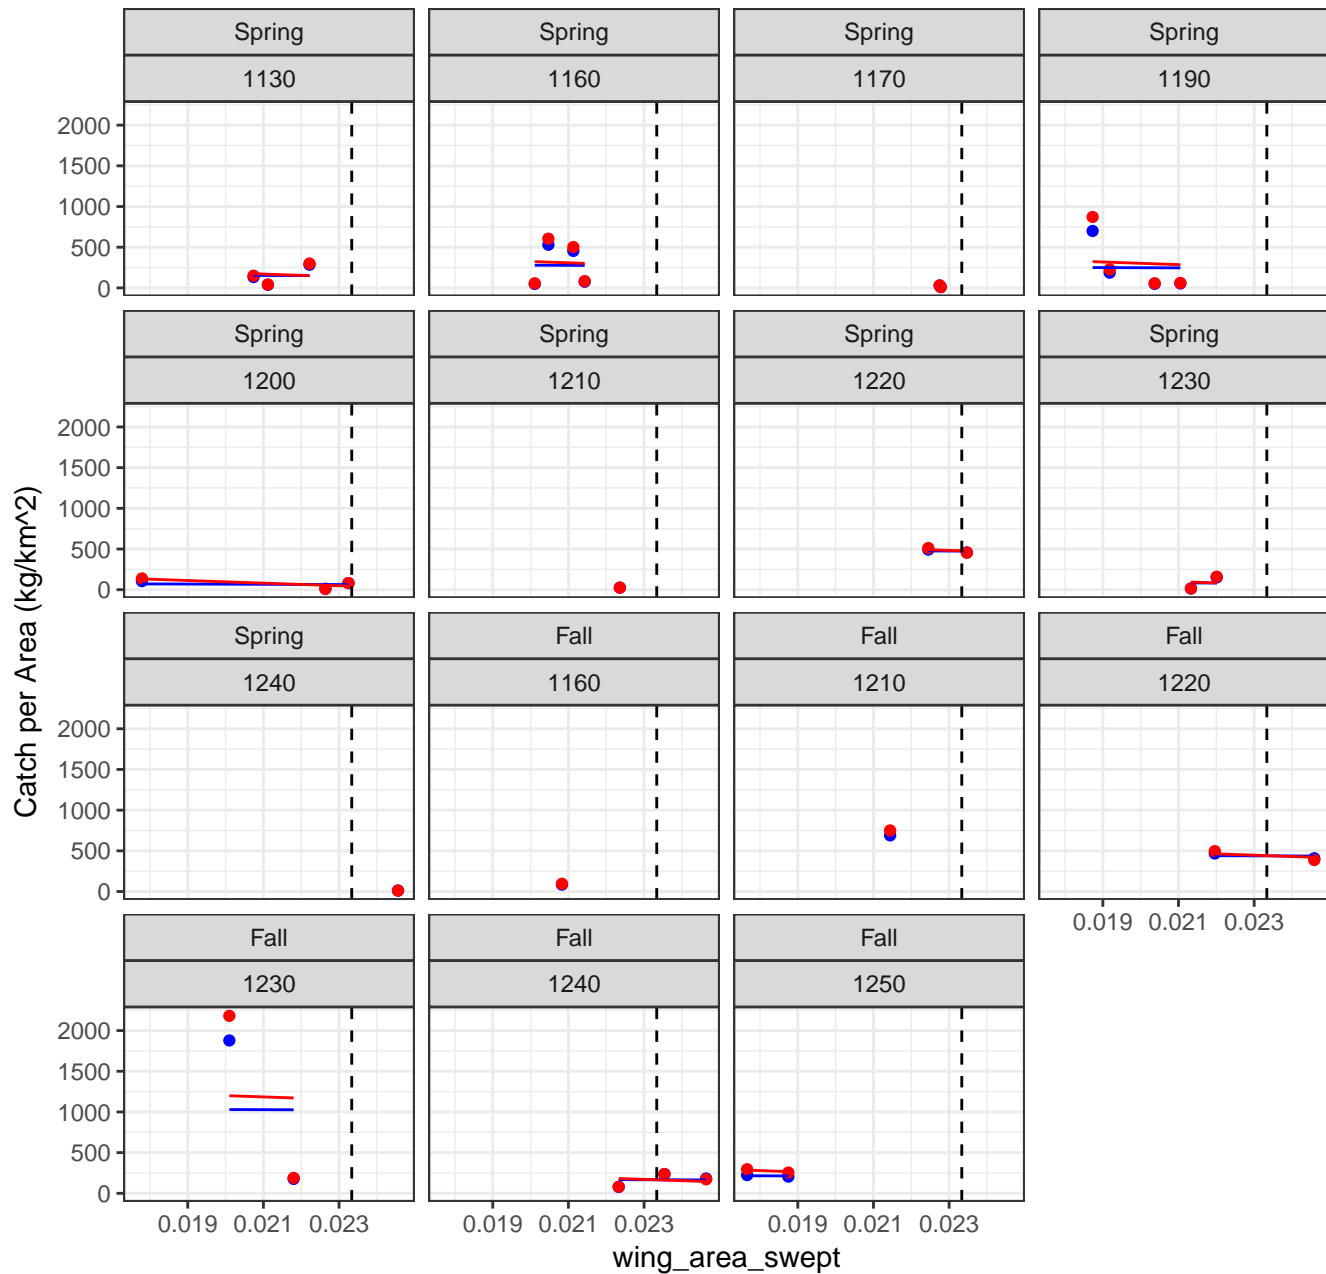 Spring Spring Spring Spring
1130 1160 1170 1190
2000
1500
1000
500
0
Spring Spring Spring Spring
1200 1210 1220 1230
2000
1500
1000
500
0
Catch per Area (kg/km^2)
Spring Fall Fall Fall
1240 1160 1210 1220
2000
1500
1000
500
0
0.019 0.021 0.023
Fall Fall Fall
1230 1240 1250
2000
1500
1000
500
0
0.019 0.021 0.023 0.019 0.021 0.023 0.019 0.021 0.023
wing_area_swept